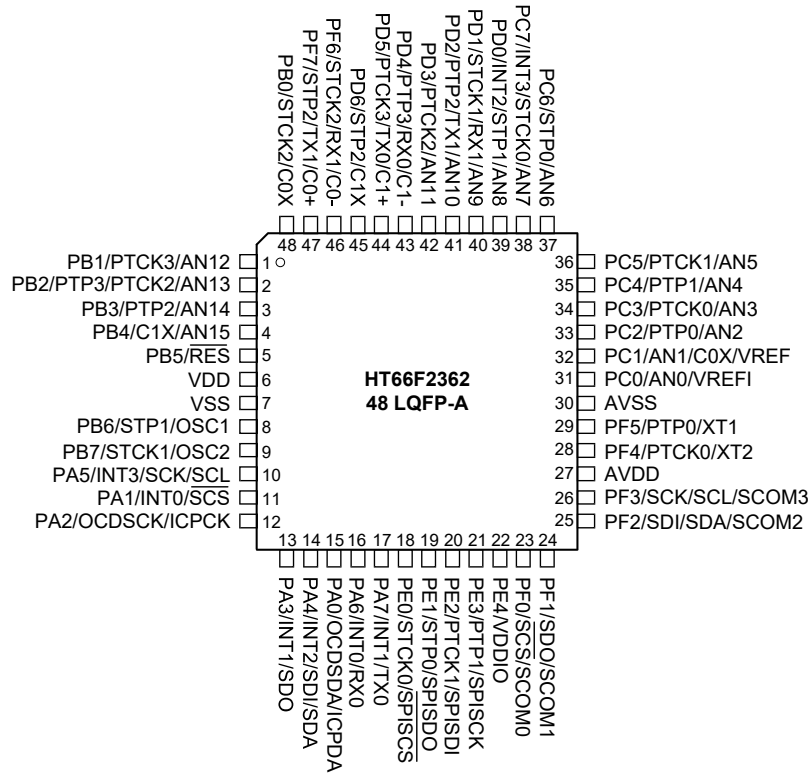 PB0/STCK2/C0X
PF7/STP2/TX1/C0+
PF6/STCK2/RX1/C0-
PD6/STP2/C1X
PD5/PTCK3/TX0/C1+
PD4/PTP3/RX0/C1-
PD3/PTCK2/AN11
PD2/PTP2/TX1/AN10
PD1/STCK1/RX1/AN9
PD0/INT2/STP1/AN8
PC7/INT3/STCK0/AN7
PC6/STP0/AN6
48 47 46 45 44 43 42 41 40 39 38 37
PB1/PTCK3/AN12 1
PB2/PTP3/PTCK2/AN13 2
PB3/PTP2/AN14 3
PB4/C1X/AN15 4
PB5/RES 5
VDD 6
VSS 7
PB6/STP1/OSC1 8
PB7/STCK1/OSC2 9
PA5/INT3/SCK/SCL 10
PA1/INT0/SCS 11
PA2/OCDSCK/ICPCK 12
HT66F2362
48 LQFP-A
36 PC5/PTCK1/AN5
35 PC4/PTP1/AN4
34 PC3/PTCK0/AN3
33 PC2/PTP0/AN2
32 PC1/AN1/C0X/VREF
31 PC0/AN0/VREFI
30 AVSS
29 PF5/PTP0/XT1
28 PF4/PTCK0/XT2
27 AVDD
26 PF3/SCK/SCL/SCOM3
25 PF2/SDI/SDA/SCOM2
13 14 15 16 17 18 19 20 21 22 23 24
PA3/INT1/SDO
PA4/INT2/SDI/SDA
PA0/OCDSDA/ICPDA
PA6/INT0/RX0
PA7/INT1/TX0
PE0/STCK0/SPISCS
PE1/STP0/SPISDO
PE2/PTCK1/SPISDI
PE3/PTP1/SPISCK
PE4/VDDIO
PF0/SCS/SCOM0
PF1/SDO/SCOM1